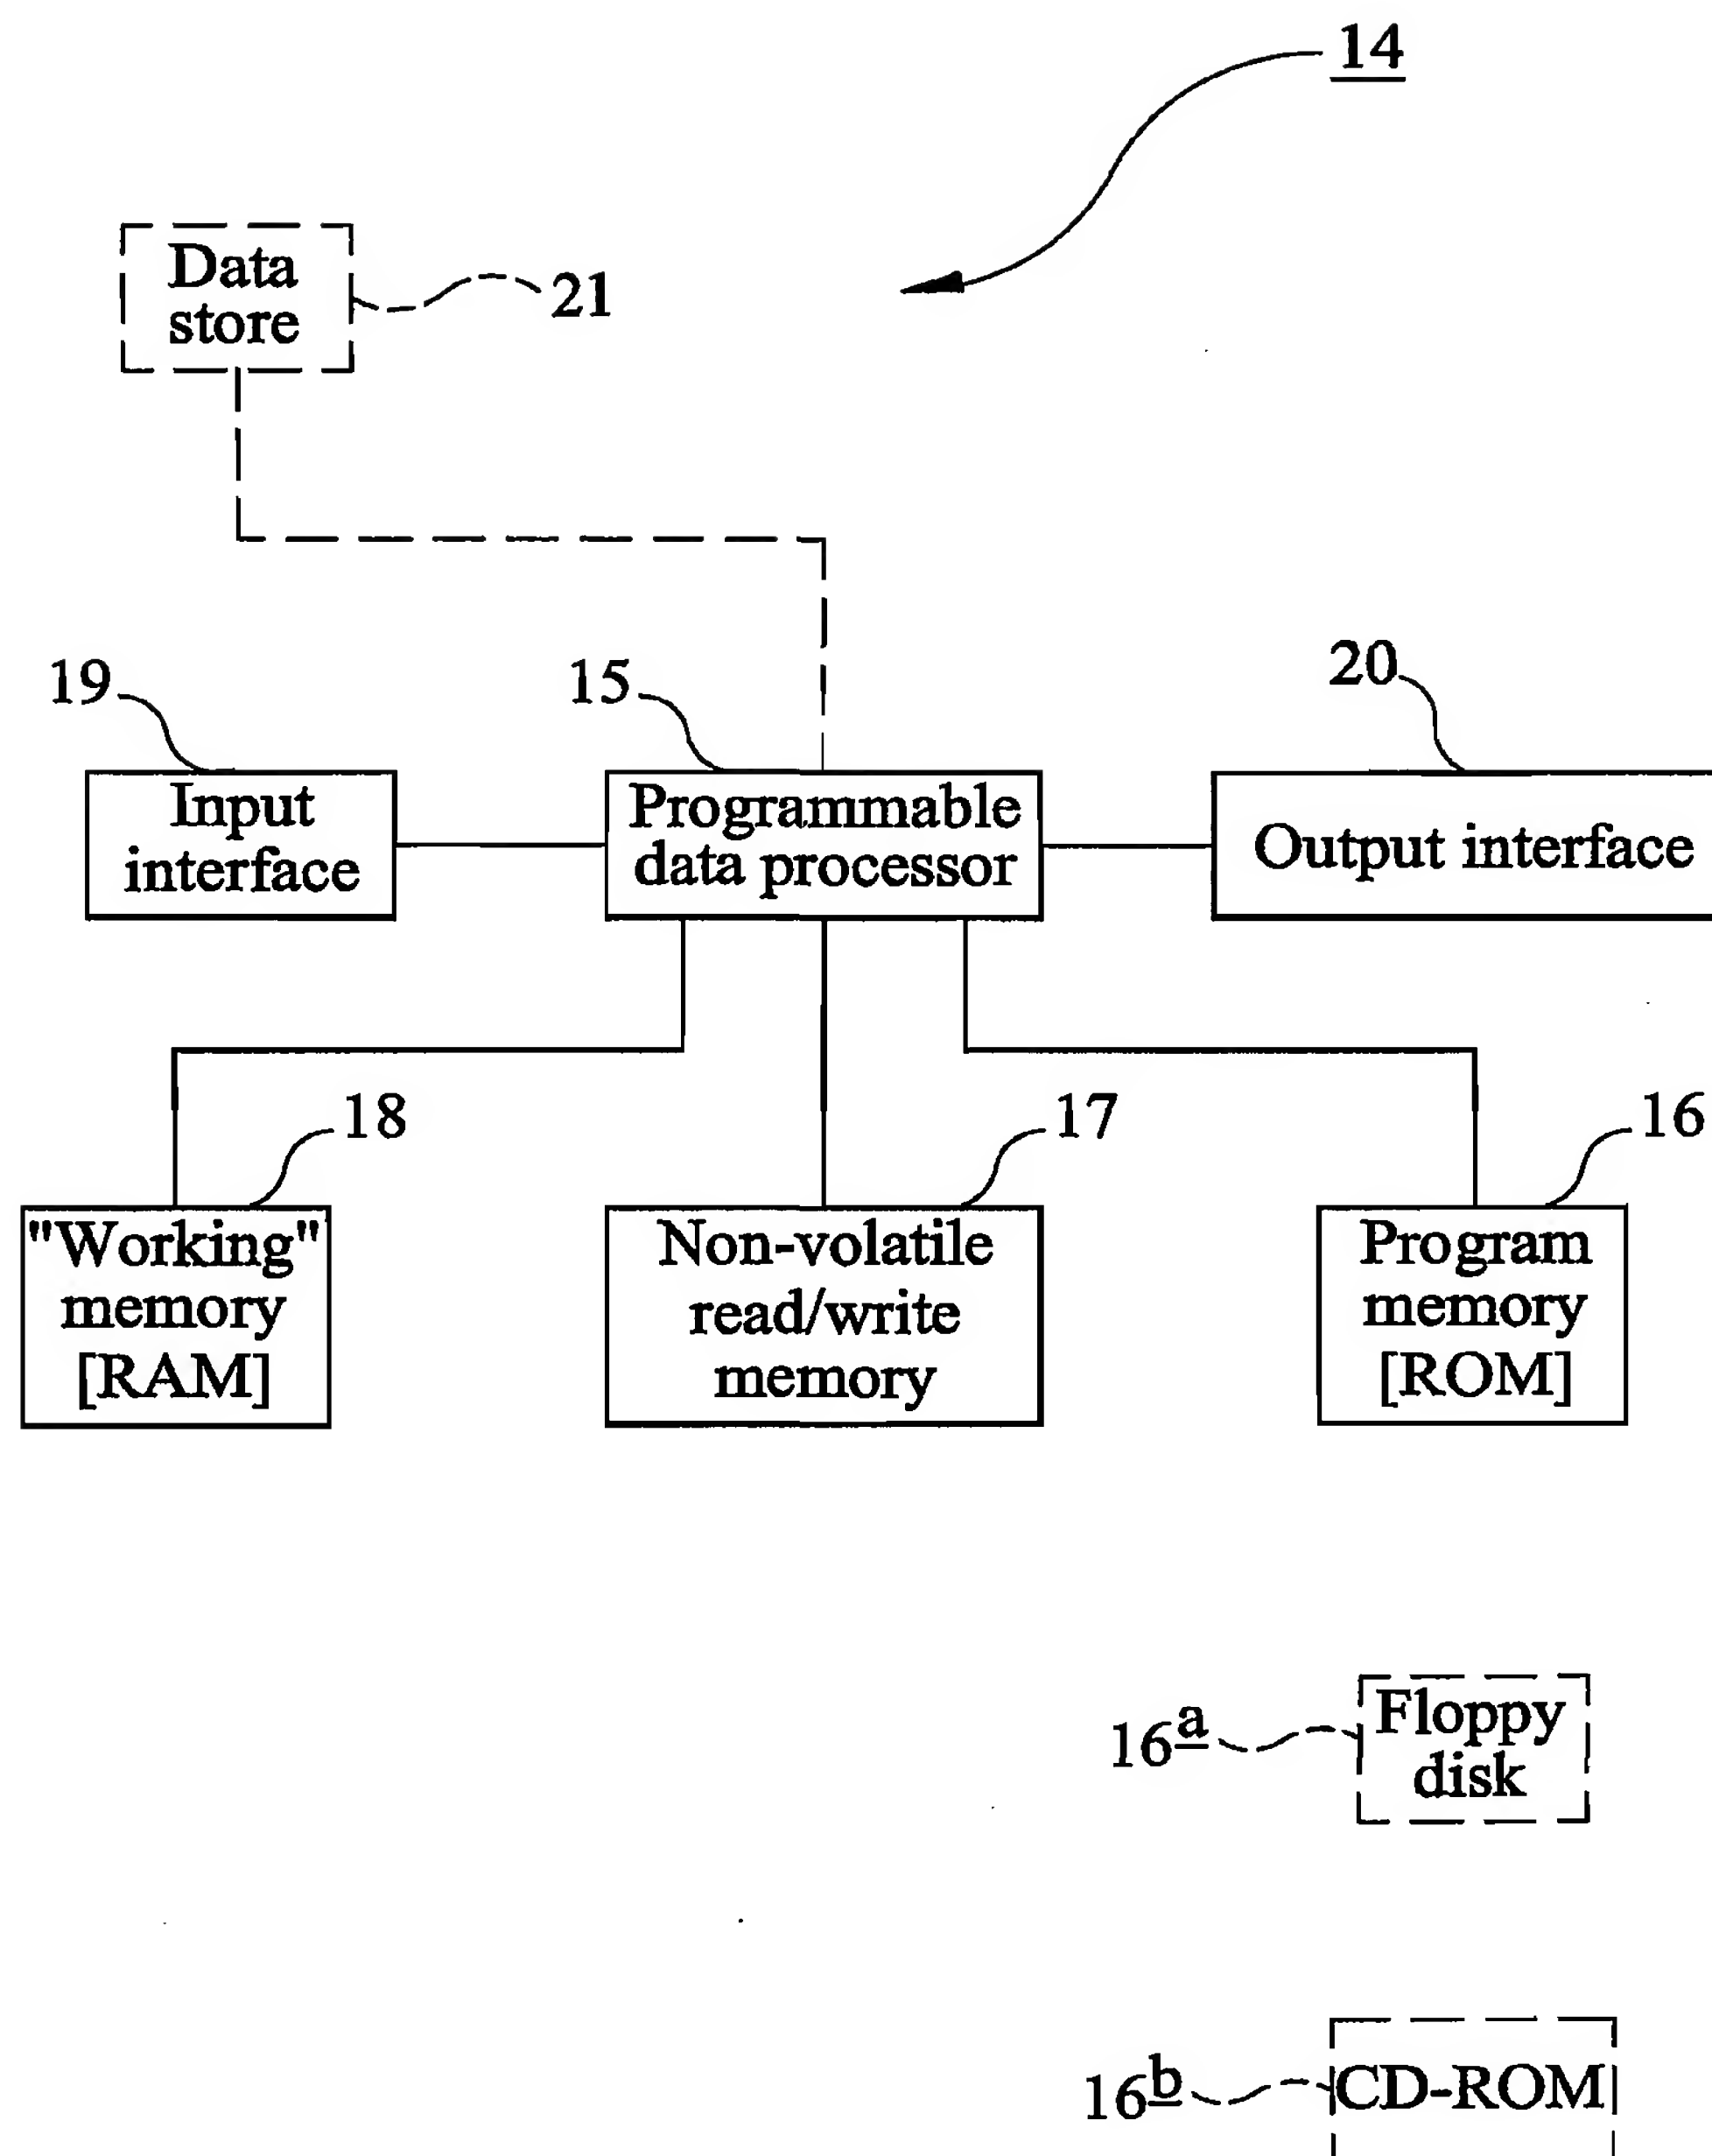 14
Data
store
21
19
15
20
Input
interface
Programmable
data processor
Output interface
18
17
16
"Working"
memory
[RAM]
Non-volatile
read/write
memory
Program
memory
[ROM]
16a
Floppy
disk
16b
CD-ROM